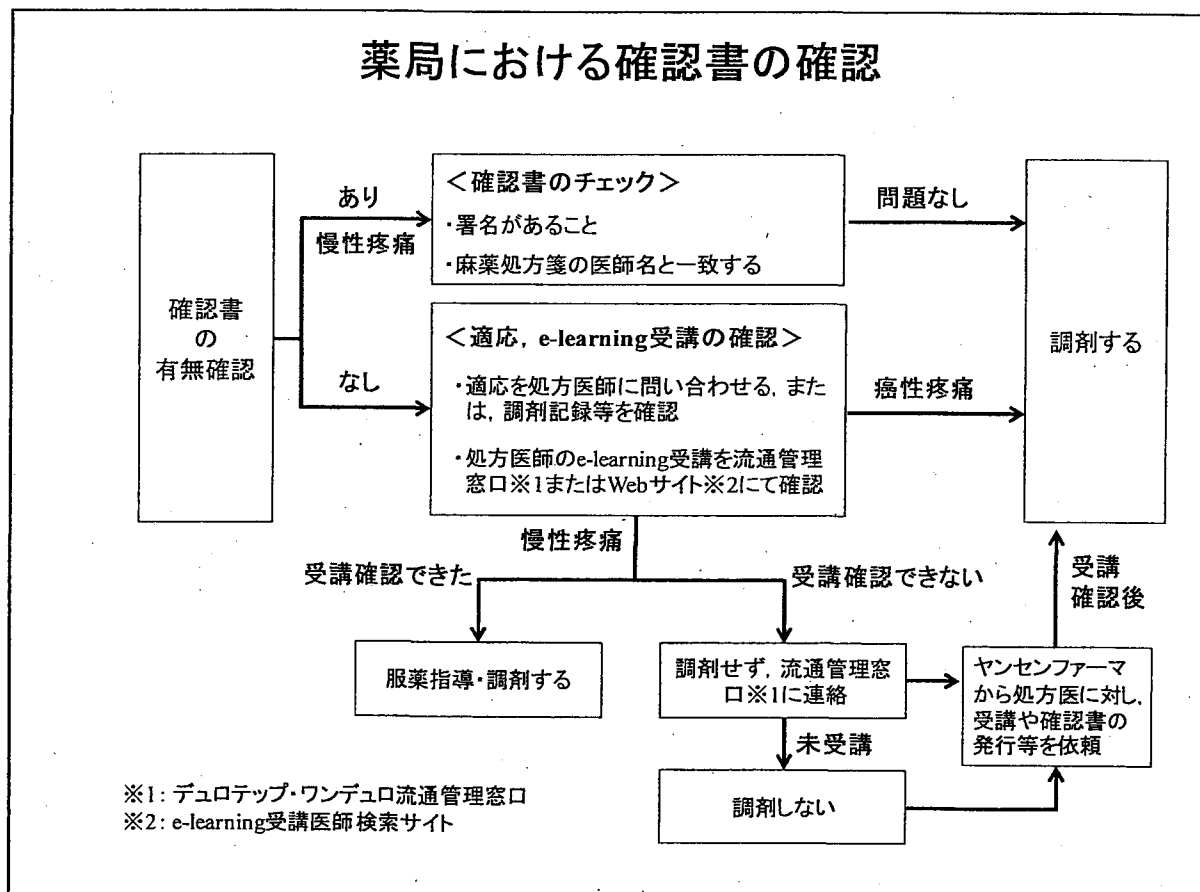 薬局における確認書の確認
確認書
の
有無確認
あり
慢性疼痛
なし
＜確認書のチェック＞
・署名があること
・麻薬処方箋の医師名と一致する
問題なし
＜適応，e-learning受講の確認＞
・適応を処方医師に問い合わせる，また
は，調剤記録等を確認
・処方医師のe-learning受講を流通管理
窓口※1またはWebサイト※2にて確認
癌性疼痛
調剤する
慢性疼痛
受講確認できた
受講確認できない
受講
確認後
服薬指導・調剤する
調剤せず，流通管理窓
口※1に連絡
ヤンセンファーマ
から処方医に対し，
受講や確認書の
発行等を依頼
未受講
調剤しない
※1：デュロテップ・ワンデュロ流通管理窓口
※2：e-learning受講医師検索サイト